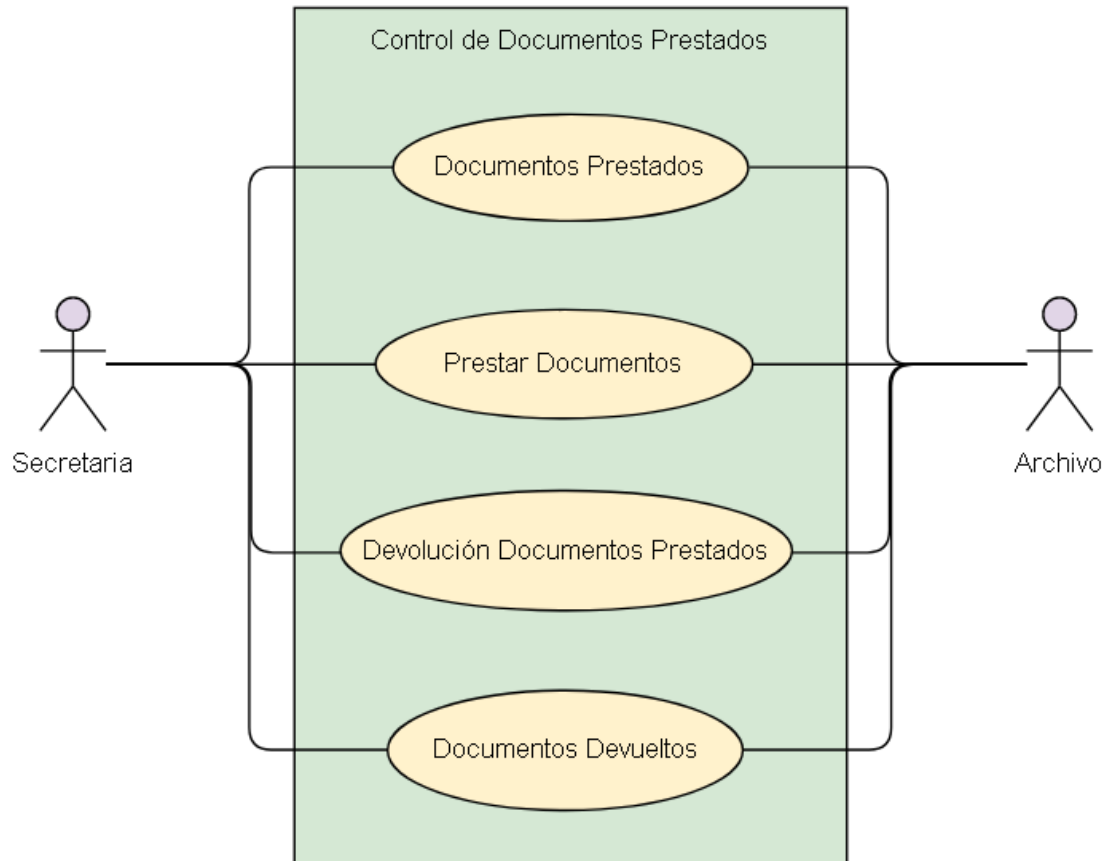 Control de Documentos Prestados
Documentos Prestados
Prestar Documentos
Secretaria
Archivo
Devolución Documentos Prestados
Documentos Devueltos